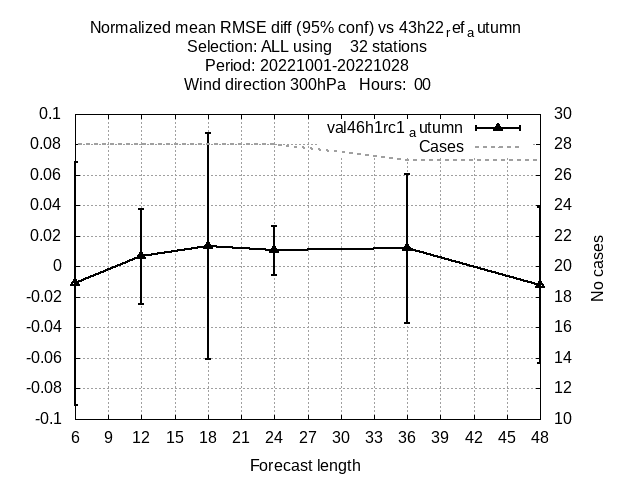 Normalized mean RMSE diff (95% conf) vs 43h22refautumn
Selection: ALL using    32 stations
Period: 20221001-20221028
Wind direction 300hPa   Hours:  00
val46h1rc1autumn
Cases
0.1
0.08
0.06
0.04
0.02
0
-0.02
-0.04
-0.06
-0.08
-0.1
30
28
26
24
22
20
18
16
14
12
10
No cases
6 9 12 15 18 21 24 27 30 33 36 39 42 45 48
Forecast length